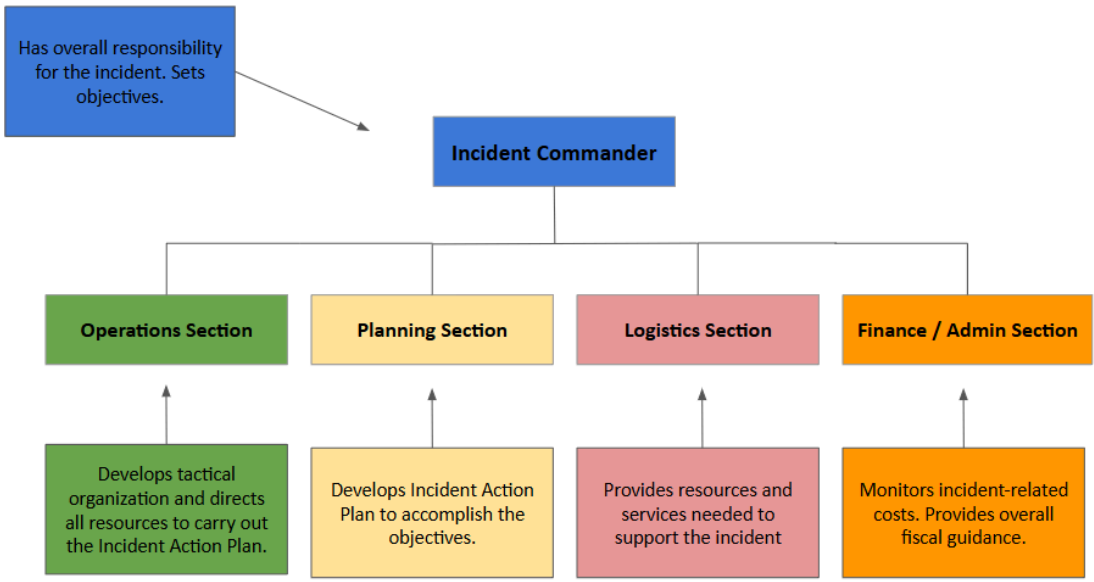 Has overall responsibility
for the incident. Sets
objectives.
Incident Commander
Operations Section
Planning Section
Logistics Section
Finance / Admin Section
Develops tactical
organization and directs
all resources to carry out
the Incident Action Plan.
Develops Incident Action
Plan to accomplish the
objectives.
Provides resources and
services needed to
support the incident
Monitors incident-related
costs. Provides overall
fiscal guidance.